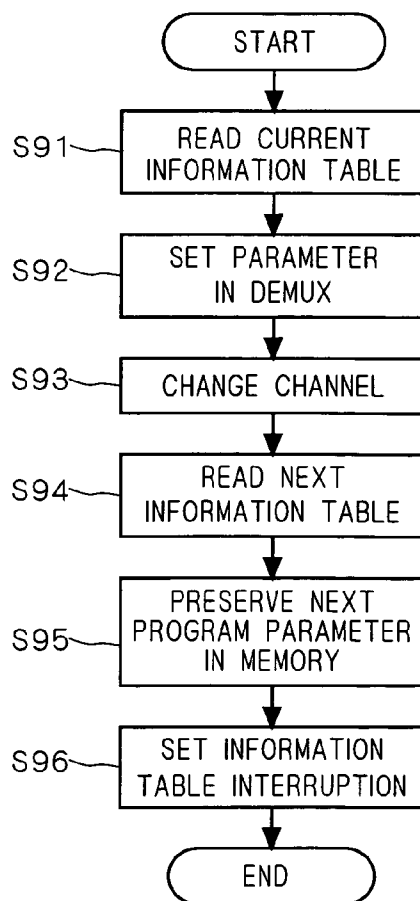 START
S91 READ CURRENT
INFORMATION TABLE
S92 SET PARAMETER
IN DEMUX
S93 CHANGE CHANNEL
S94 READ NEXT
INFORMATION TABLE
S95 PRESERVE NEXT
PROGRAM PARAMETER
IN MEMORY
S96 SET INFORMATION
TABLE INTERRUPTION
END